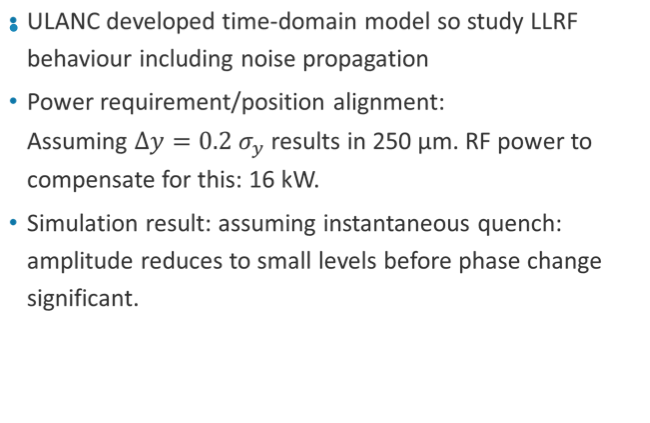 • ULANC developed time-domain model so study LLRF
behaviour including noise propagation
• Power requirement/position alignment:
Assuming Δy = 0.2 σy results in 250 μm. RF power to
compensate for this: 16 kW.
• Simulation result: assuming instantaneous quench:
amplitude reduces to small levels before phase change
significant.